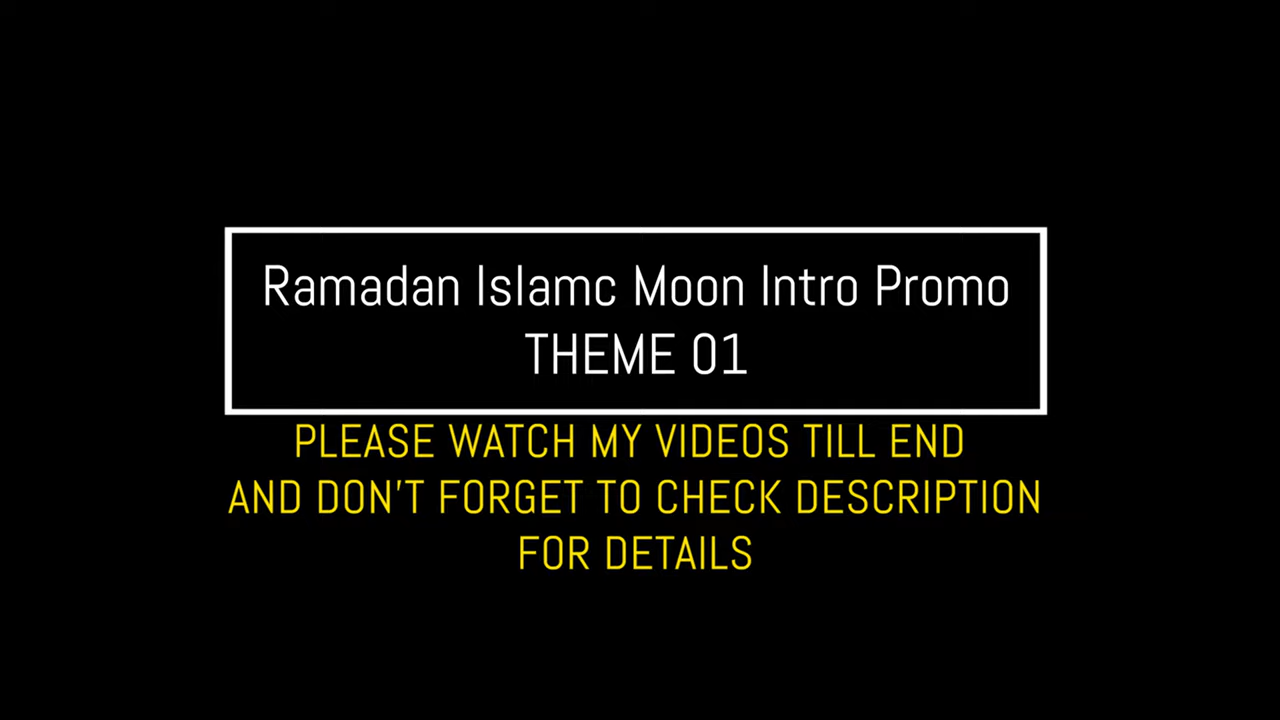 Ramadan Islamc Moon Intro Promo
THEME 01
PLEASE WATCH MY VIDEOS TILL END
AND DON'T FORGET TO CHECK DESCRIPTION
FOR DETAILS